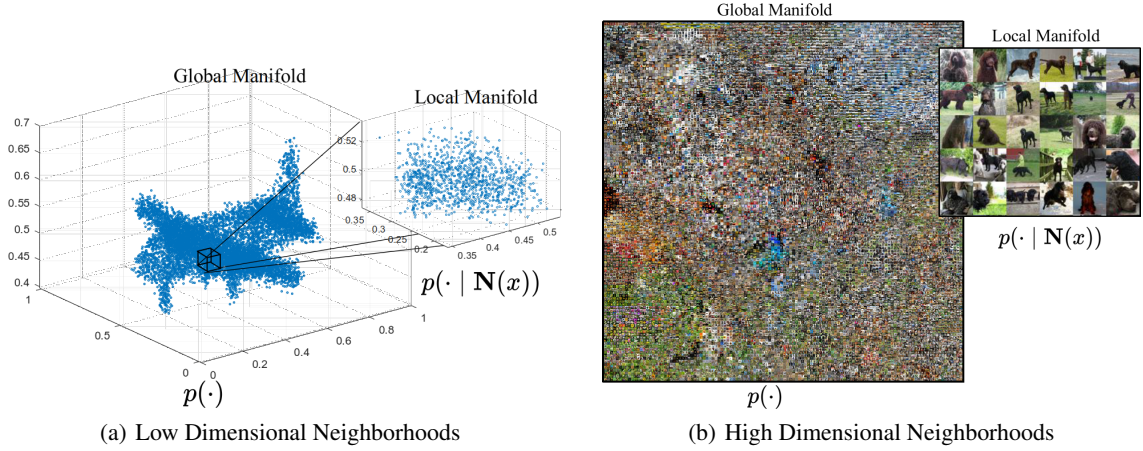 Global Manifold
Local Manifold
0.7
0.65
0.6
0.55
0.5
0.45
0.4
1
0.5
0
0
0.2
0.4
0.6
0.8
1
0.52
0.5
0.48
0.35
0.3
0.25
0.2
0.35
0.4
0.45
0.5
p(· | N(x))
p(·)
(a) Low Dimensional Neighborhoods
Global Manifold
Local Manifold
p(· | N(x))
p(·)
(b) High Dimensional Neighborhoods